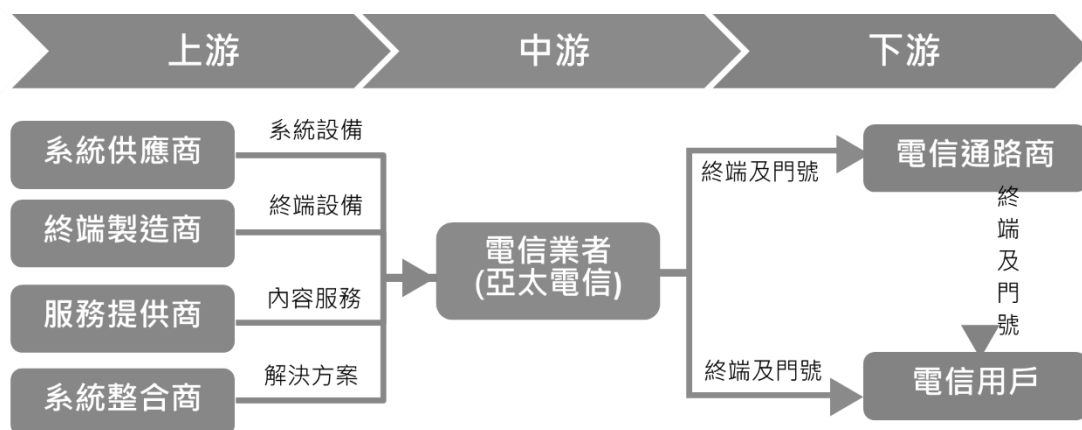 上游
中游
下游
系統供應商
系統設備
終端製造商
終端設備
服務提供商
內容服務
系統整合商
解決方案
電信業者
(亞太電信)
終端及門號
電信通路商
終端及門號
終端及門號
電信用戶